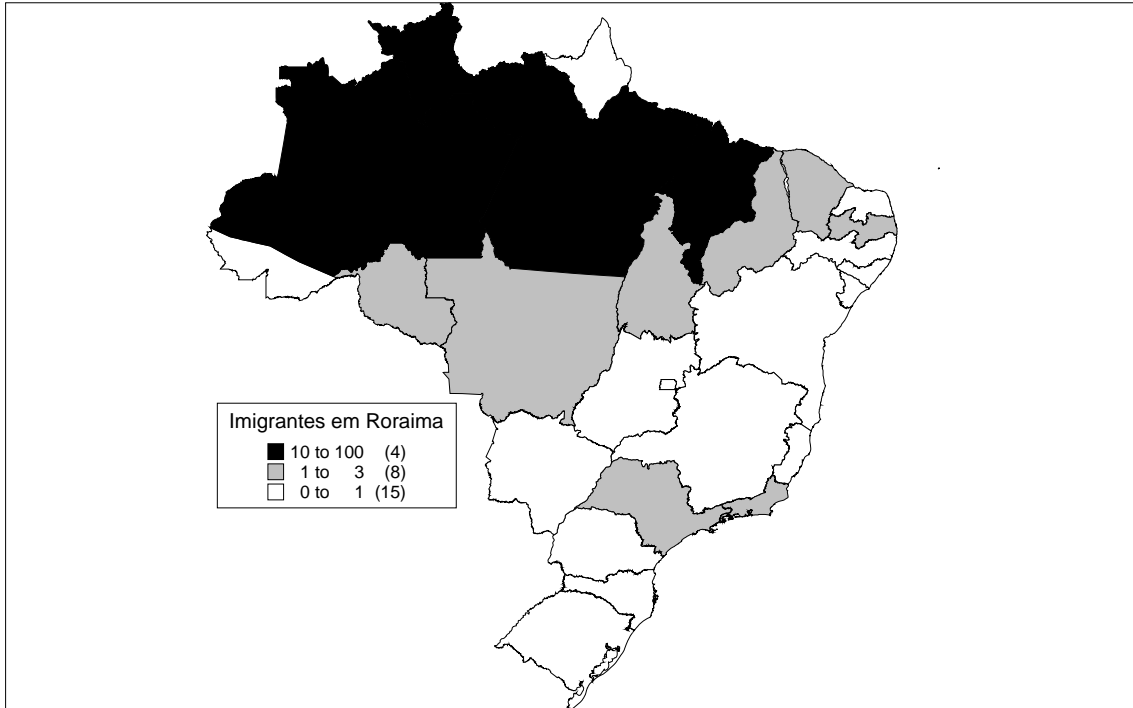 Imigrantes em Roraima
10 to 100 (4)
1 to 3 (8)
0 to 1 (15)